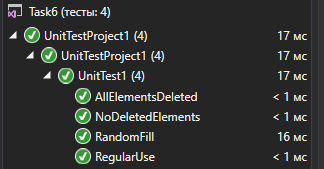 Task6 (тесты: 4)
UnitTestProject1 (4) 17 мс
UnitTestProject1 (4) 17 мс
UnitTest1 (4) 17 мс
AllElementsDeleted < 1 мс
NoDeletedElements < 1 мс
RandomFill 16 мс
RegularUse < 1 мс